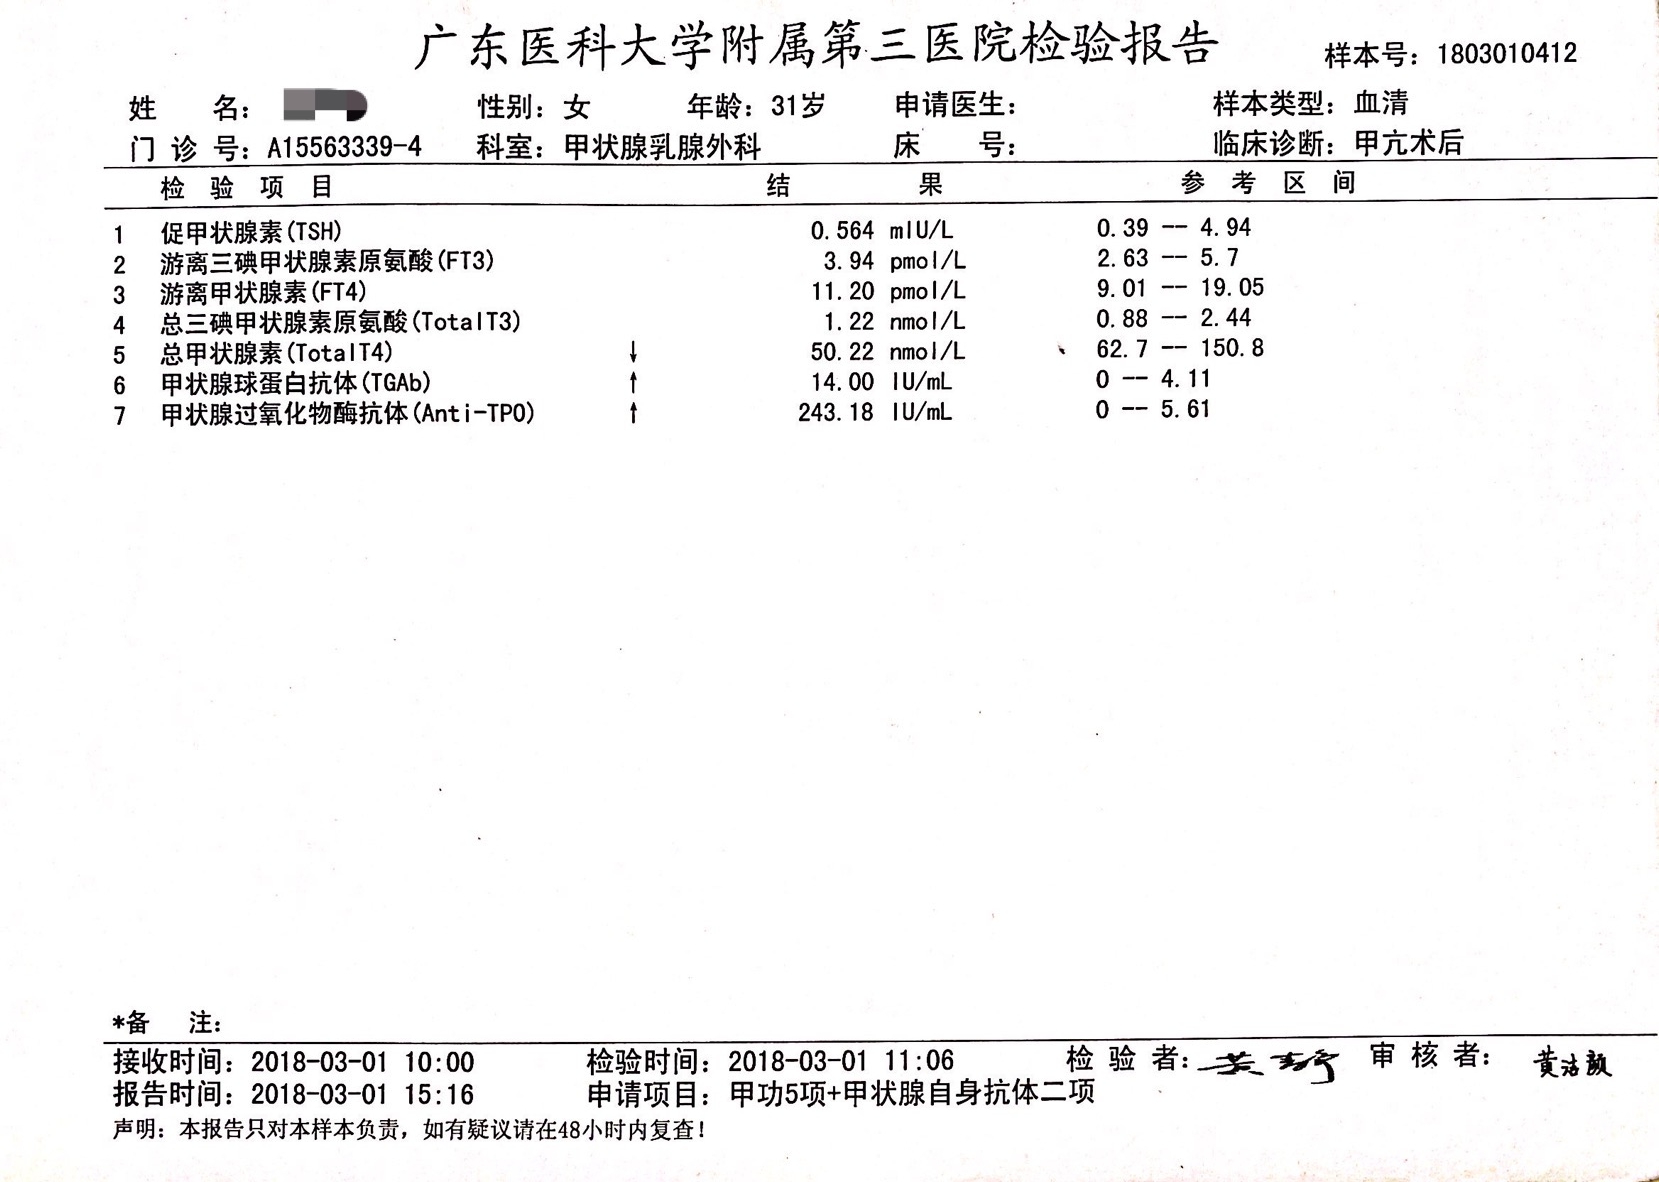 广东医科大学附属第三医院检验报告 样本号：1803010412
姓 名： 性别：女 年龄：31岁 申请医生： 样本类型：血清
门诊号：A15563339-4 科室：甲状腺乳腺外科 床 号： 临床诊断：甲亢术后
检验项目 结果 参考区间
1 促甲状腺素(TSH) 0.564 mIU/L 0.39 -- 4.94
2 游离三碘甲状腺素原氨酸(FT3) 3.94 pmol/L 2.63 -- 5.7
3 游离甲状腺素(FT4) 11.20 pmol/L 9.01 -- 19.05
4 总三碘甲状腺素原氨酸(TotalT3) 1.22 nmol/L 0.88 -- 2.44
5 总甲状腺素(TotalT4) ↓ 50.22 nmol/L 62.7 -- 150.8
6 甲状腺球蛋白抗体(TGAb) ↑ 14.00 IU/mL 0 -- 4.11
7 甲状腺过氧化物酶抗体(Anti-TPO) ↑ 243.18 IU/mL 0 -- 5.61
*备 注：
接收时间：2018-03-01 10:00 检验时间：2018-03-01 11:06 检验者： 审核者：
报告时间：2018-03-01 15:16 申请项目：甲功5项+甲状腺自身抗体二项
声明：本报告只对本样本负责，如有疑议请在48小时内复查！